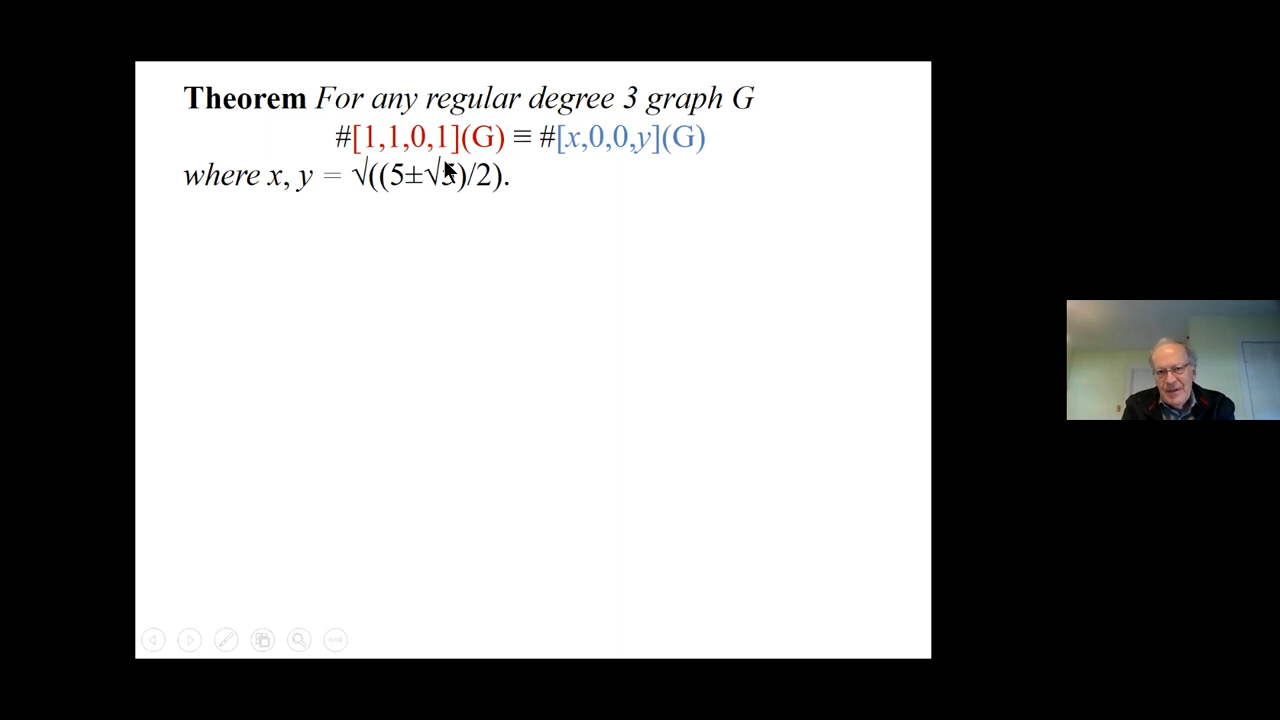 Theorem For any regular degree 3 graph G
#[1,1,0,1](G) ≡ #[x,0,0,y](G)
where x, y = √((5±√5)/2).